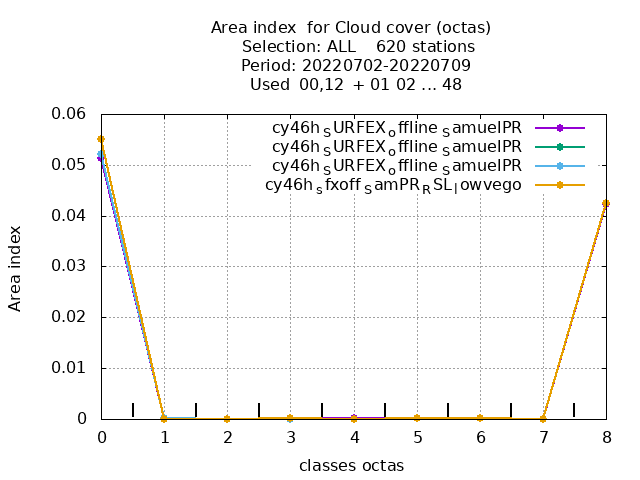 Area index  for Cloud cover (octas)
Selection: ALL    620 stations
Period: 20220702-20220709
Used  00,12  + 01 02 ... 48
cy46h_SURFEX_offline_SamuelPR
cy46h_SURFEX_offline_SamuelPR
cy46h_SURFEX_offline_SamuelPR
cy46h_sfxoff_SamPR_RSL_lowvego
0.06
0.05
0.04
0.03
0.02
0.01
0
Area index
0 1 2 3 4 5 6 7 8
classes octas